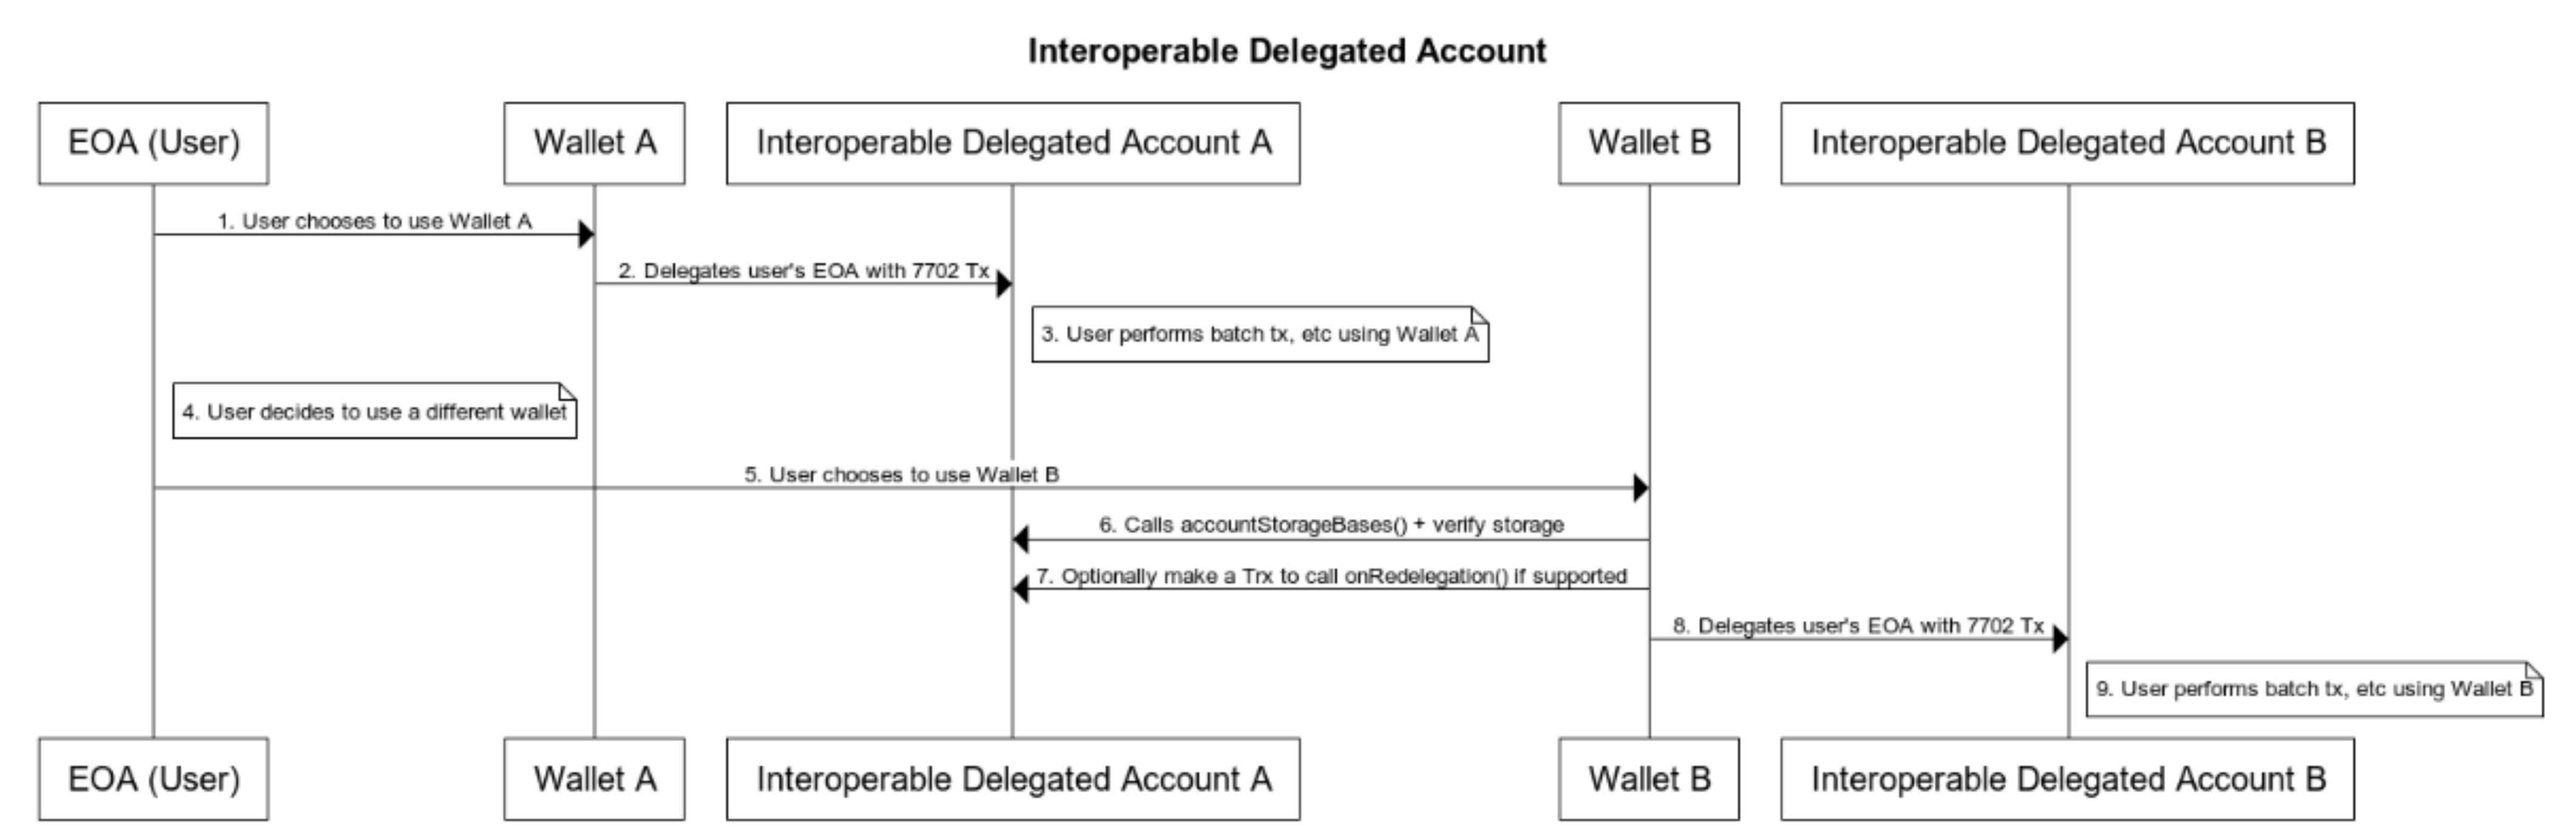 Interoperable Delegated Account
EOA (User)
Wallet A
Interoperable Delegated Account A
Wallet B
Interoperable Delegated Account B
1. User chooses to use Wallet A
2. Delegates user's EOA with 7702 Tx
3. User performs batch tx, etc using Wallet A
4. User decides to use a different wallet
5. User chooses to use Wallet B
6. Calls accountStorageBases() + verify storage
7. Optionally make a Trx to call onRedelegation() if supported
8. Delegates user's EOA with 7702 Tx
9. User performs batch tx, etc using Wallet B
EOA (User)
Wallet A
Interoperable Delegated Account A
Wallet B
Interoperable Delegated Account B